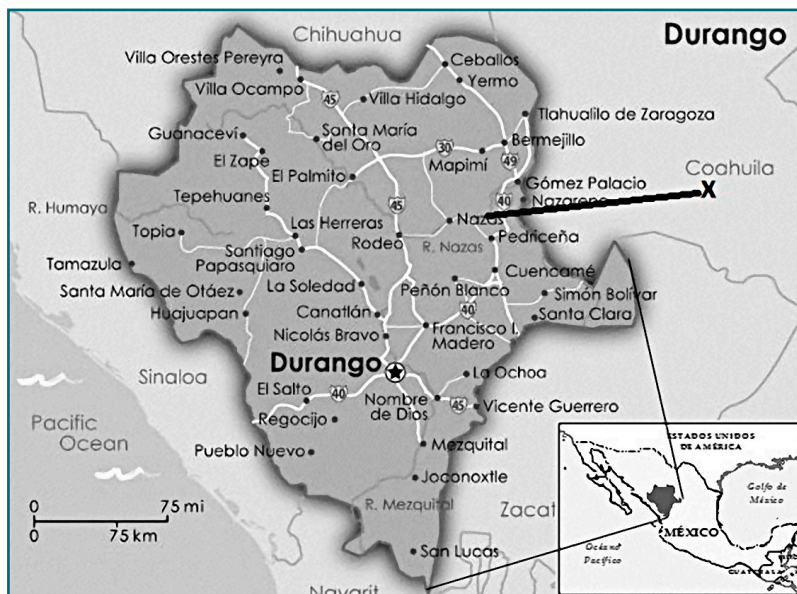 Chihuahua
Durango
Villa Orestes Pereyra
Ceballos
Villa Ocampo
Yermo
45
Villa Hidalgo
Tlahualilo de Zaragoza
Guanaceví
Santa María
del Oro
Bermejillo
30
49
El Zape
Mapimí
Coahuila
El Palmito
Gómez Palacio
X
Tepehuanes
40
45
Nazareno
R. Humaya
Las Herreras
Nazas
Topia
Rodeo
R. Nazas
Pedriceña
Santiago
Papasquiaro
Tamazula
Cuencamé
La Soledad
Peñón Blanco
Santa María de Otáez
Simón Bolívar
Huajuapan
Canatlán
40
Santa Clara
Nicolás Bravo
Francisco I.
Madero
Durango
La Ochoa
Sinaloa
El Salto
40
Nombre
de Dios
45
Vicente Guerrero
Regocijo
Pacific
Ocean
Pueblo Nuevo
Mezquital
Joconoxtle
R. Mezquital
Zacat
0 75 mi
0 75 km
San Lucas
Navarit
ESTADOS UNIDOS
DE AMÉRICA
Golfo de
México
MÉXICO
Océano
Pacífico